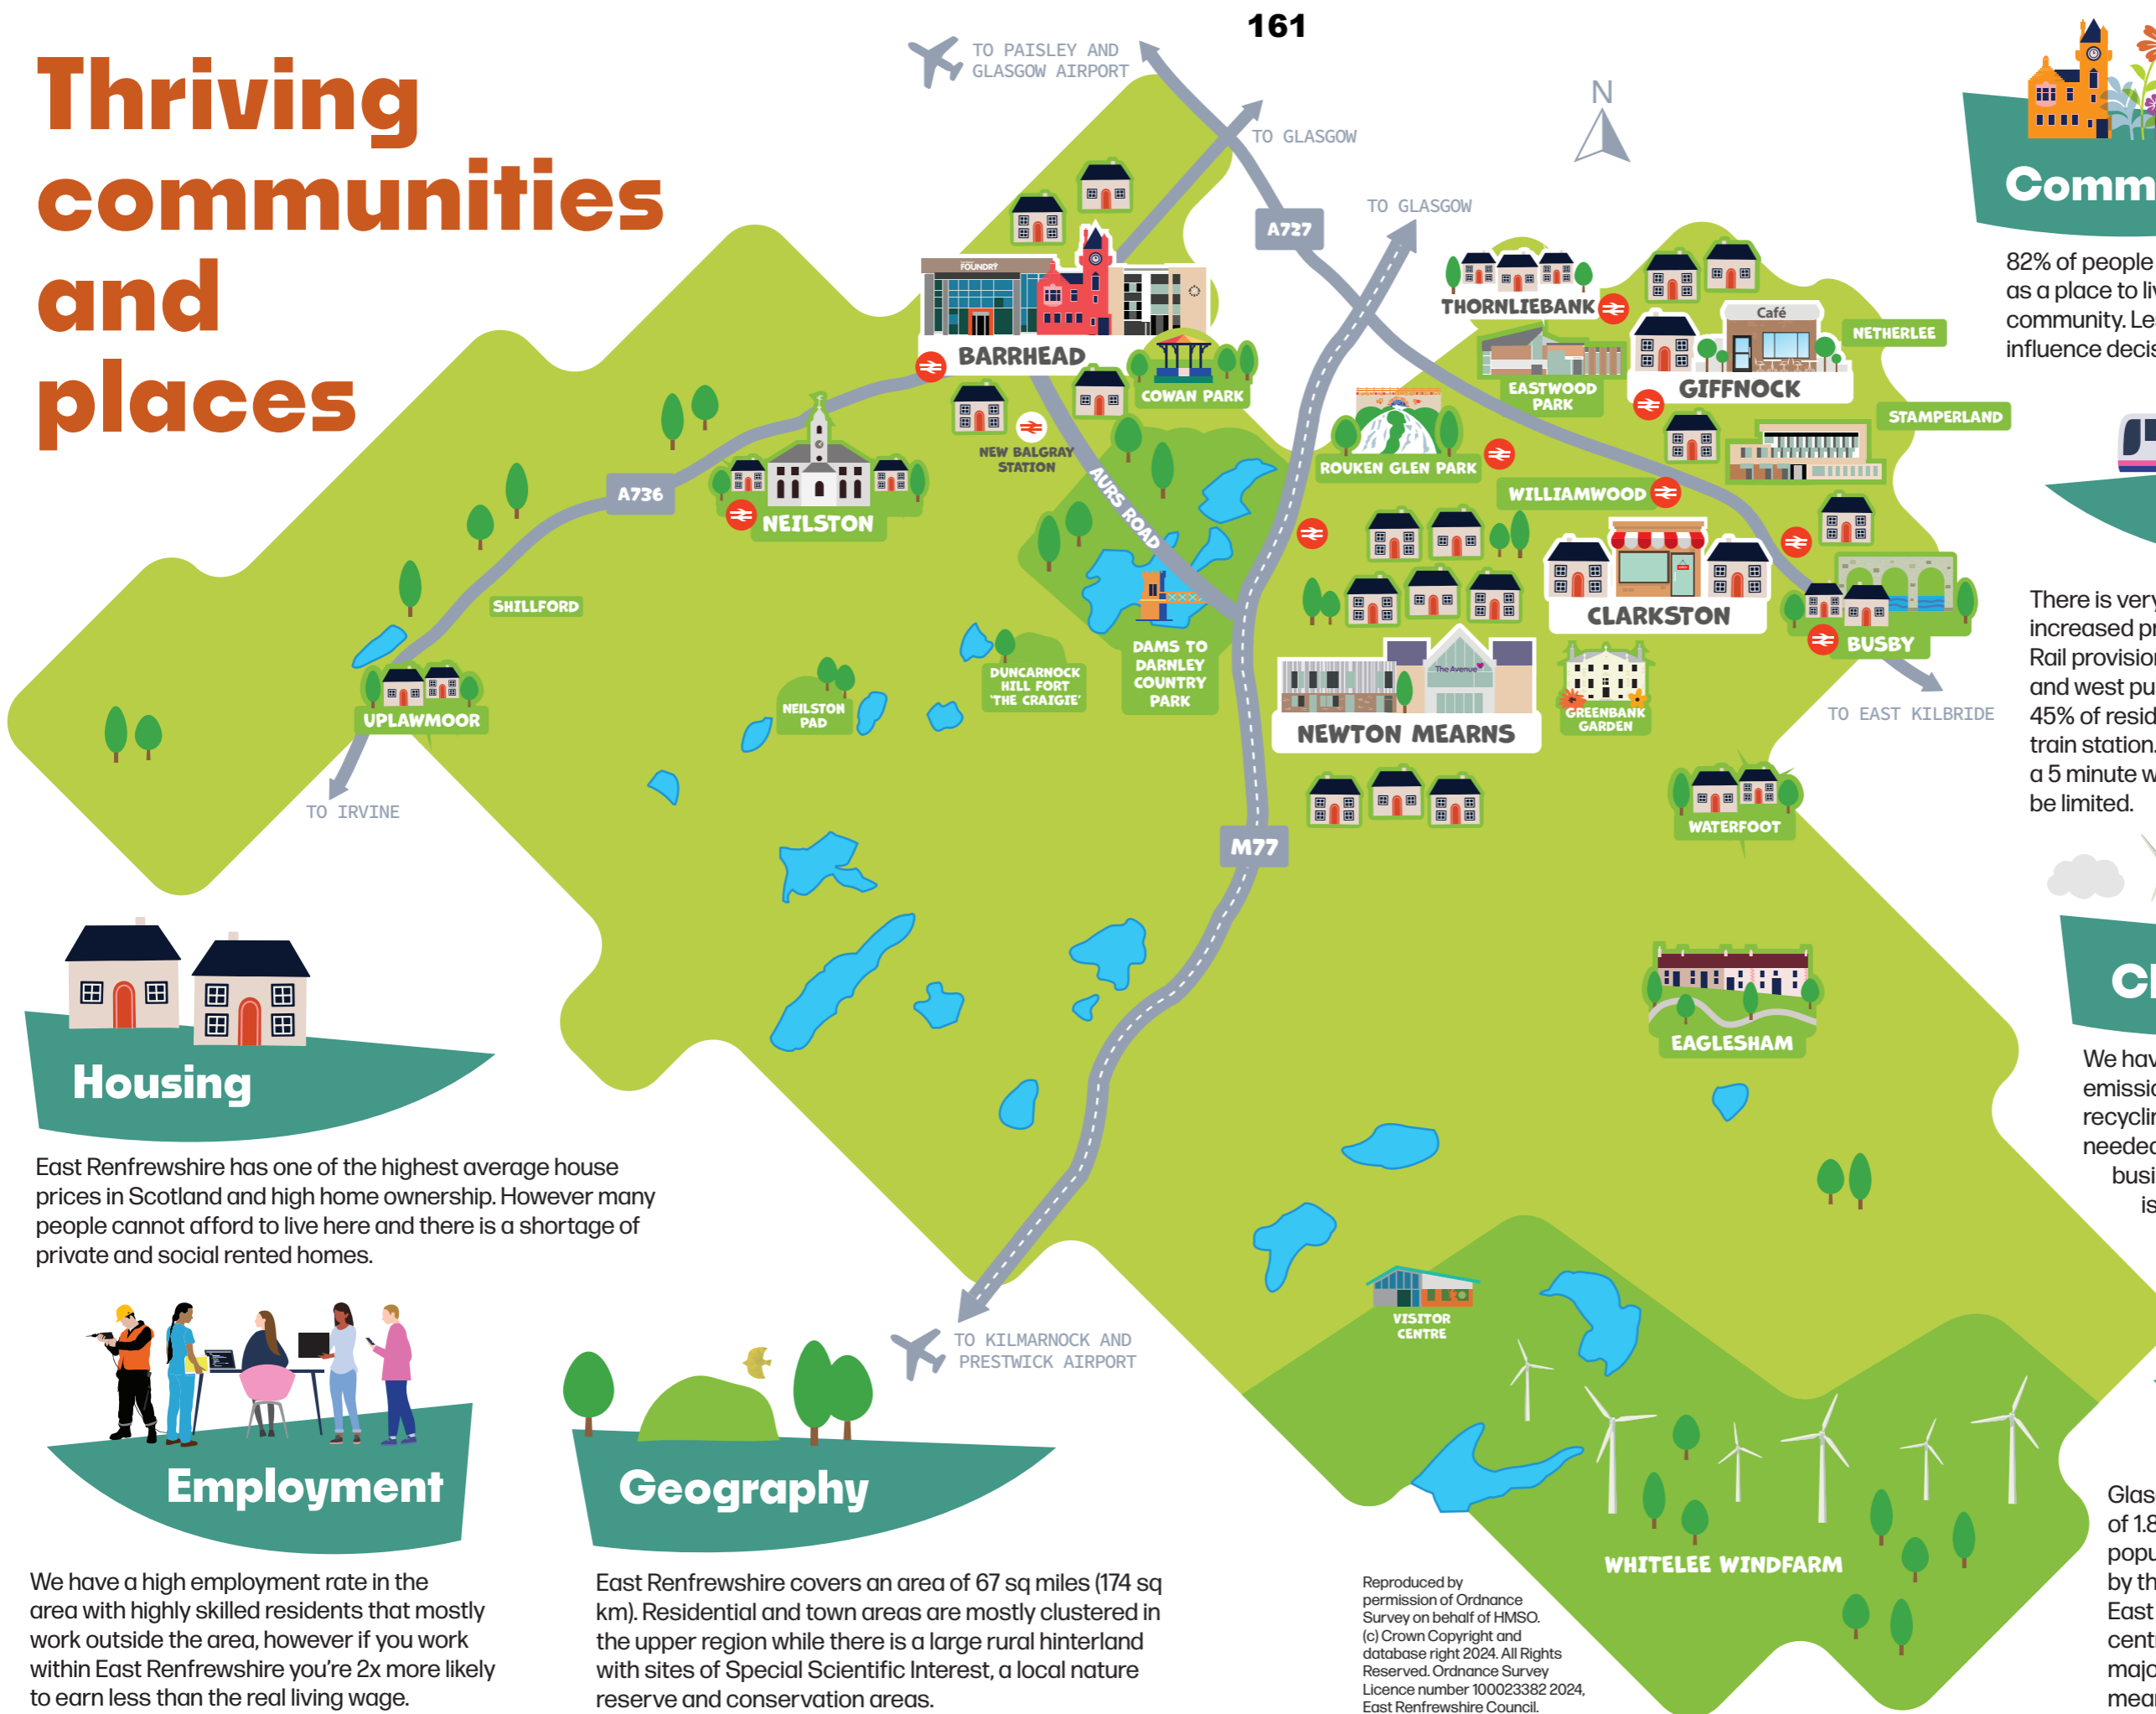 161
Thriving
communities
and
places
TO PAISLEY AND
GLASGOW AIRPORT
TO GLASGOW
N
TO GLASGOW
A727
FOUNDRY
BARRHEAD
COWAN PARK
NEW BALGRAY
STATION
AURS ROAD
A736
NEILSTON
SHILLFORD
UPLAWMOOR
TO IRVINE
NEILSTON
PAD
DUNCARNOCK
HILL FORT
'THE CRAIGIE'
DAMS TO
DARNLEY
COUNTRY
PARK
THORNLIEBANK
EASTWOOD
PARK
Café
GIFFNOCK
NETHERLEE
STAMPERLAND
ROUKEN GLEN PARK
WILLIAMWOOD
CLARKSTON
BUSBY
TO EAST KILBRIDE
The Avenue
NEWTON MEARNS
GREENBANK
GARDEN
WATERFOOT
M77
EAGLESHAM
VISITOR
CENTRE
WHITELEE WINDFARM
TO KILMARNOCK AND
PRESTWICK AIRPORT
Housing
East Renfrewshire has one of the highest average house
prices in Scotland and high home ownership. However many
people cannot afford to live here and there is a shortage of
private and social rented homes.
Employment
We have a high employment rate in the
area with highly skilled residents that mostly
work outside the area, however if you work
within East Renfrewshire you're 2x more likely
to earn less than the real living wage.
Geography
East Renfrewshire covers an area of 67 sq miles (174 sq
km). Residential and town areas are mostly clustered in
the upper region while there is a large rural hinterland
with sites of Special Scientific Interest, a local nature
reserve and conservation areas.
Reproduced by
permission of Ordnance
Survey on behalf of HMSO.
(c) Crown Copyright and
database right 2024. All Rights
Reserved. Ordnance Survey
Licence number 100023382 2024,
East Renfrewshire Council.
Comm
82% of people
as a place to li
community. Le
influence deci
There is very
increased pr
Rail provision
and west pu
45% of resid
train station.
a 5 minute w
be limited.
Cl
We hav
emissio
recyclin
needed
busi
is
Glas
of 1.8
popu
by th
East
centr
majo
mean